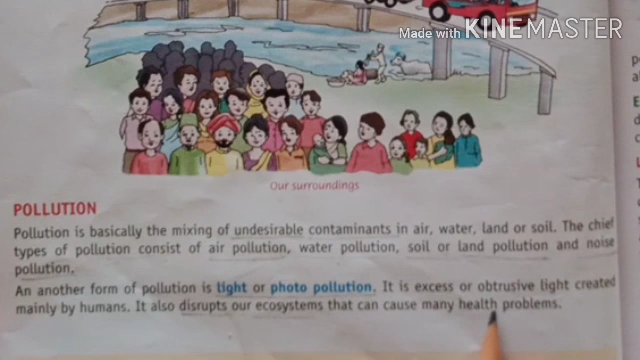 Made with KINEMASTER
Our surroundings
POLLUTION
Pollution is basically the mixing of undesirable contaminants in air, water, land or soil. The chief
types of pollution consist of air pollution, water pollution, soil or land pollution and noise
pollution.
An another form of pollution is light or photo pollution. It is excess or obtrusive light created
mainly by humans. It also disrupts our ecosystems that can cause many health problems.